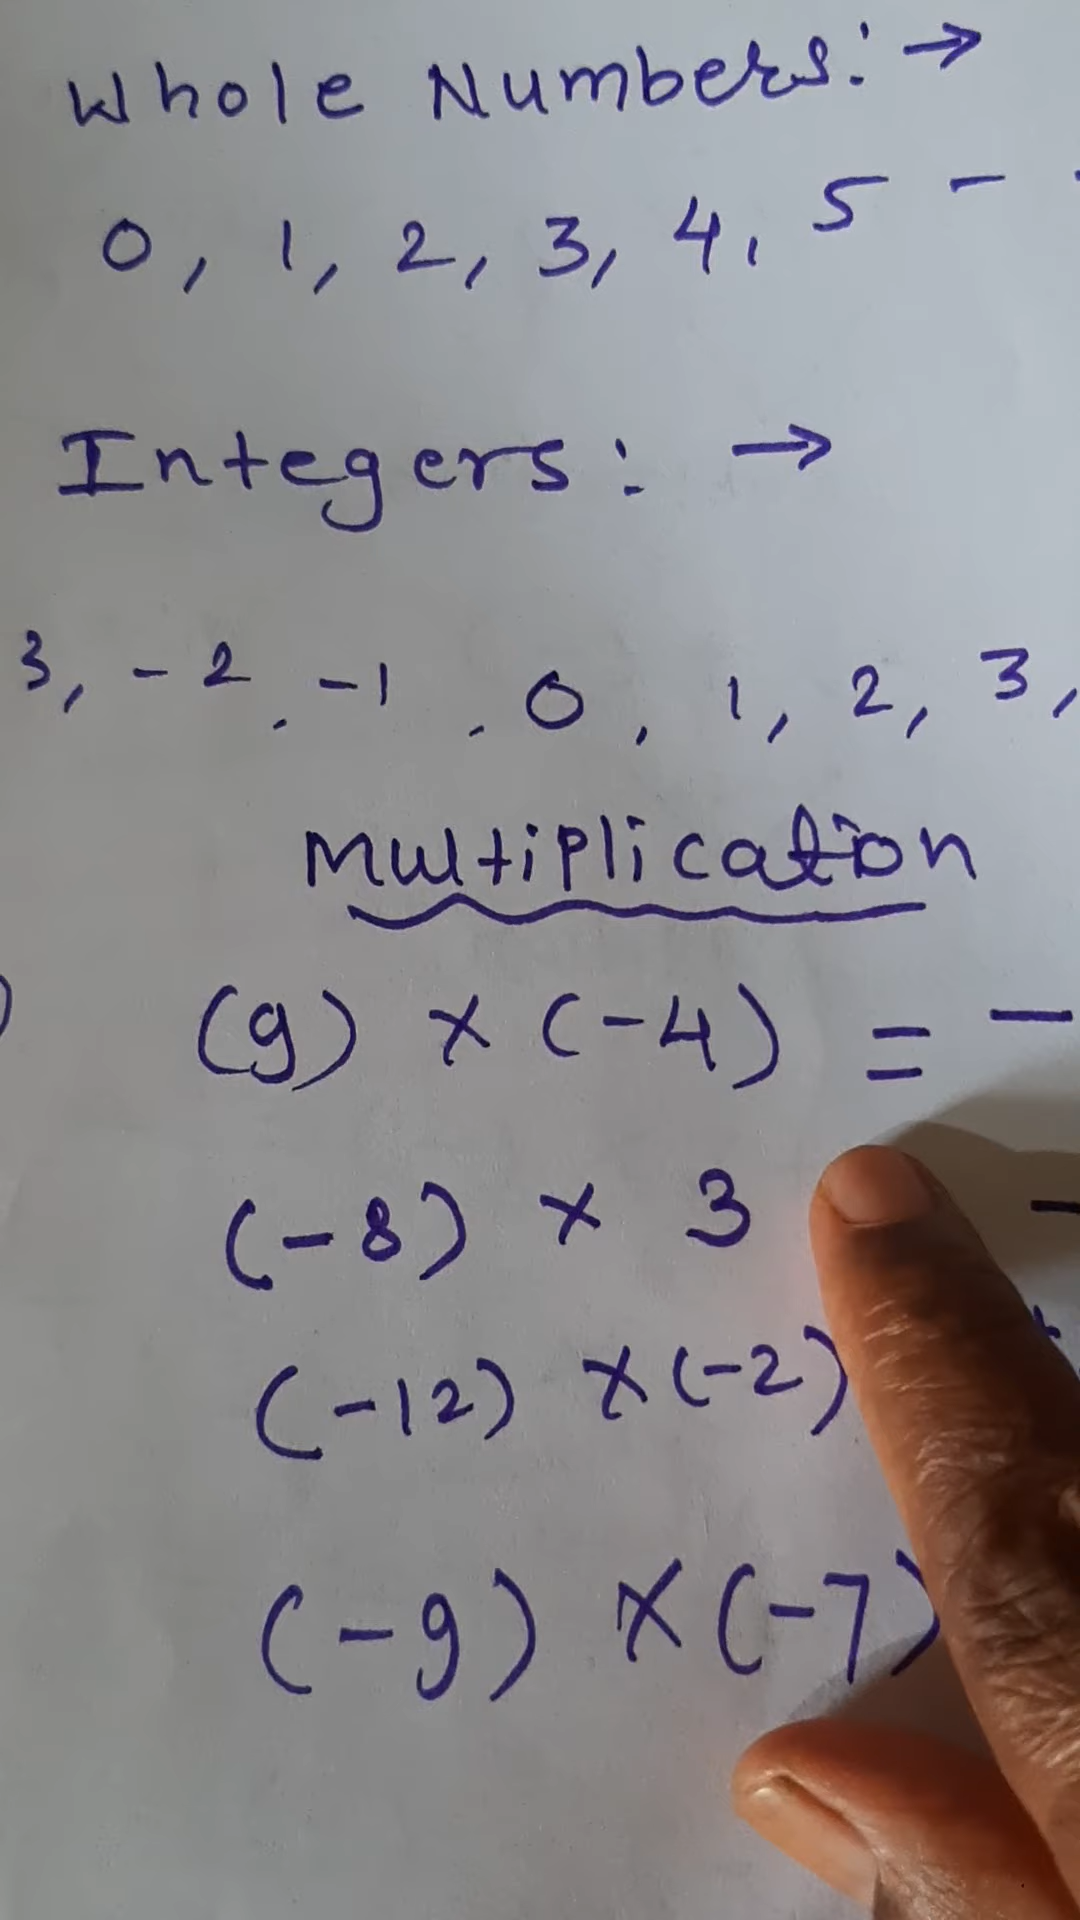 Whole Numbers: →
0, 1, 2, 3, 4, 5 -
Integers: →
3, -2, -1, 0, 1, 2, 3,
Multiplication
(9) × (-4) = -
(-8) × 3 -
(-12) × (-2) +
(-9) × (-7)